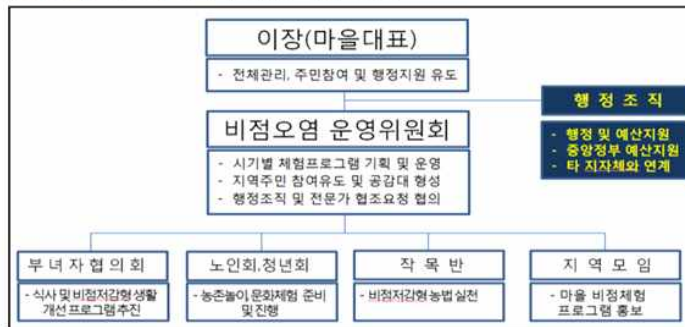 이장(마을대표)
- 전체관리, 주민참여 및 행정지원 유도
행 정 조 직
- 행정 및 예산지원
- 중앙정부 예산지원
- 타 지자체와 연계
비점오염 운영위원회
- 시기별 체험프로그램 기획 및 운영
- 지역주민 참여유도 및 공감대 형성
- 행정조직 및 전문가 협조요청 협의
부 녀 자 협 의 회
- 식사 및 비점저감형 생활
개선 프로그램 추진
노 인 회, 청 년 회
- 농촌놀이, 문화체험 준비
및 진행
작 목 반
- 비점저감형 농법 실천
지 역 모 임
- 마을 비점체험
프로그램 홍보